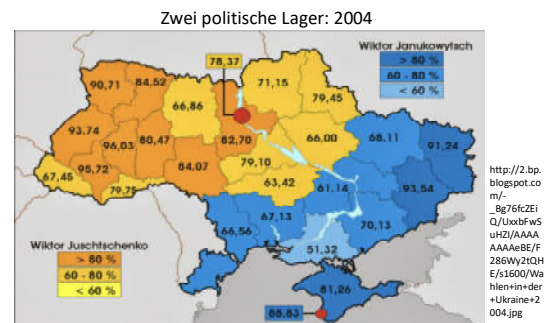 Zwei politische Lager: 2004
Wiktor Janukowytsch
> 80 %
60 - 80 %
< 60 %
78,37
71,15
90,71
84,52
66,86
79,45
93,74
96,03
80,47
82,70
66,00
68,11
91,24
67,45
95,72
79,75
84,07
79,10
63,42
61,14
93,54
66,56
67,13
70,13
51,32
81,26
88,83
Wiktor Juschtschenko
> 80 %
60 - 80 %
< 60 %
http://2.bp.
blogspot.co
m/-
_Bg76fcZEi
Q/UxxbFwS
uHZI/AAAA
AAAAeBE/F
286Wy2tQH
E/s1600/Wa
hlen+in+der
+Ukraine+2
004.jpg